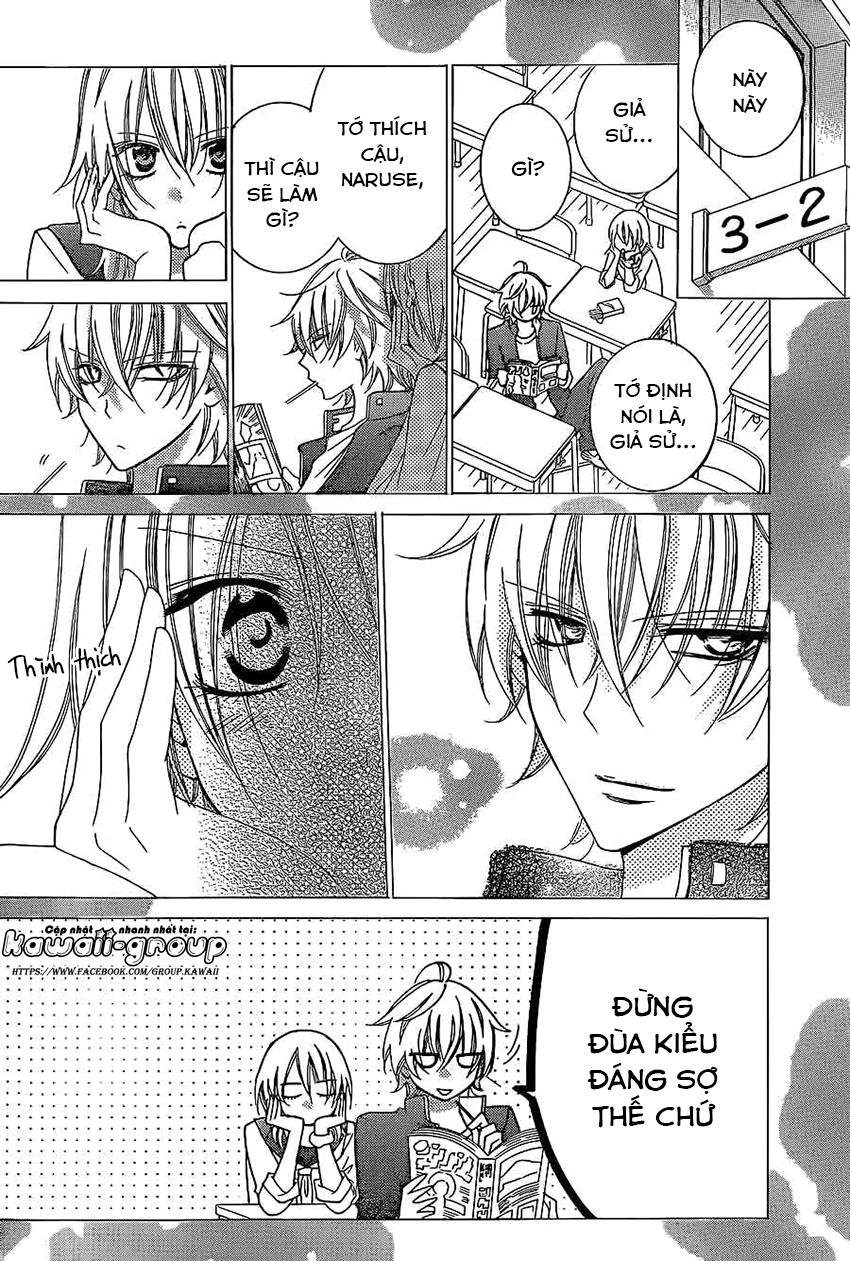 NÀY
NÀY
3-2
GIẢ
SỬ...
GÌ?
TỚ ĐỊNH
NÓI LÀ,
GIẢ SỬ...
TỚ THÍCH
CẬU,
NARUSE,
THÌ CẬU
SẼ LÀM
GÌ?
Thình thịch
ĐỪNG
ĐÙA KIỂU
ĐÁNG SỢ
THẾ CHỨ
Cập nhật nhanh nhất tại:
kawaii-group
HTTPS://WWW.FACEBOOK.COM/GROUP.KAWAII